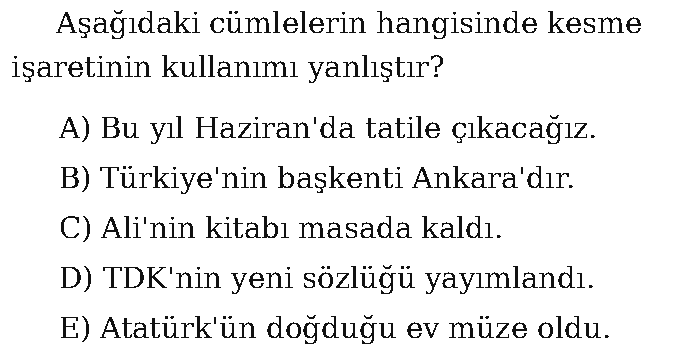 Aşağıdaki cümlelerin hangisinde kesme
işaretinin kullanımı yanlıştır?
A) Bu yıl Haziran'da tatile çıkacağız.
B) Türkiye'nin başkenti Ankara'dır.
C) Ali'nin kitabı masada kaldı.
D) TDK'nin yeni sözlüğü yayımlandı.
E) Atatürk'ün doğduğu ev müze oldu.